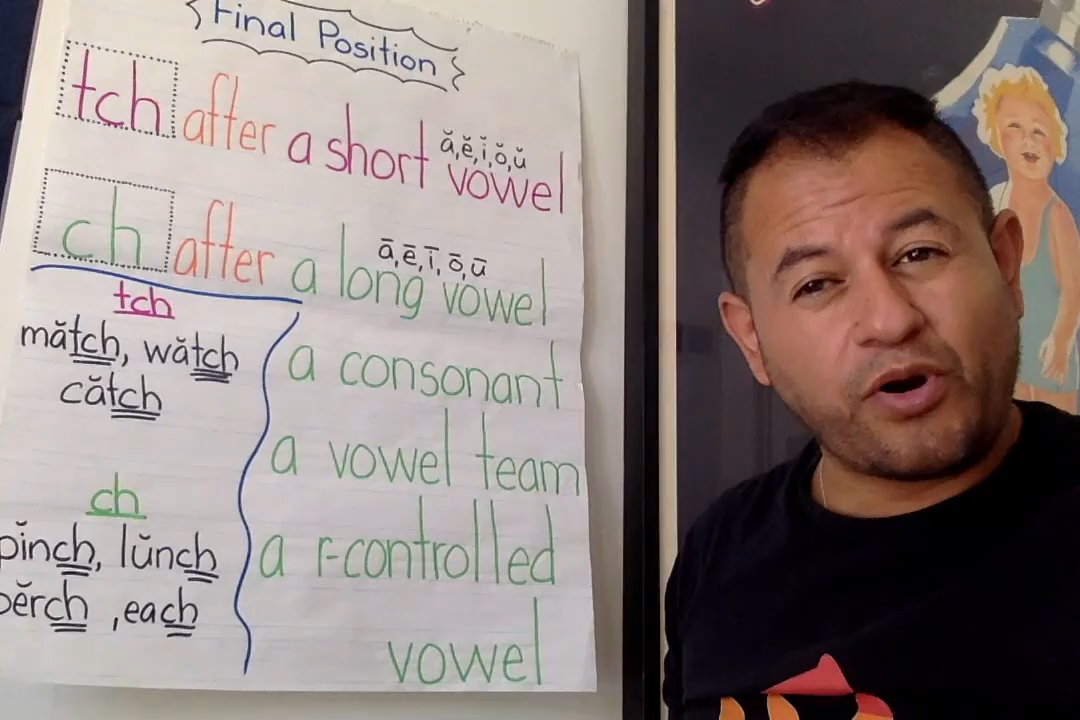 Final Position
tch after a short vowel
ă, ĕ, ĭ, ŏ, ŭ
ch after a long vowel
ā, ē, ī, ō, ū
a consonant
a vowel team
a r-controlled
vowel
tch
mătch, wătch
cătch
ch
pĭnch, lŭnch
pĕrch, each